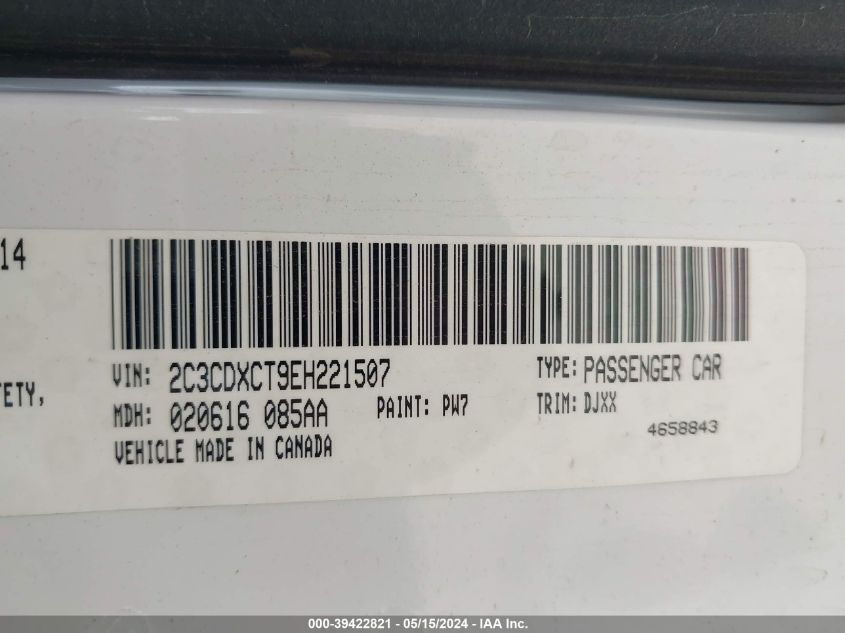 14
VIN: 2C3CDXCT9EH221507 TYPE: PASSENGER CAR
ETY,
MDH: 020616 085AA PAINT: PW7 TRIM: DJXX
VEHICLE MADE IN CANADA 4658843
000-39422821 - 05/15/2024 - IAA Inc.